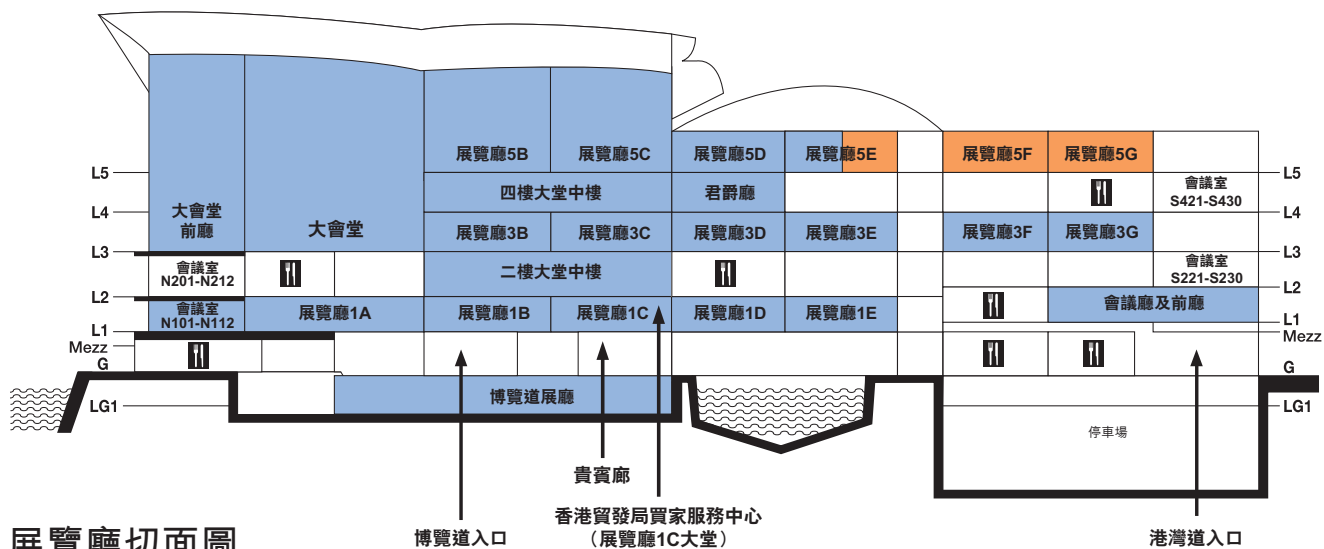 展覽廳5B
展覽廳5C
展覽廳5D
展覽廳5E
展覽廳5F
展覽廳5G
L5
L5
四樓大堂中樓
君爵廳
會議室
S421-S430
L4
L4
大會堂
前廳
大會堂
展覽廳3B
展覽廳3C
展覽廳3D
展覽廳3E
展覽廳3F
展覽廳3G
L3
L3
會議室
N201-N212
二樓大堂中樓
會議室
S221-S230
L2
L2
會議室
N101-N112
展覽廳1A
展覽廳1B
展覽廳1C
展覽廳1D
展覽廳1E
會議廳及前廳
L1
L1
Mezz
Mezz
G
G
博覽道展廳
LG1
LG1
停車場
貴賓廊
香港貿發局買家服務中心
(展覽廳1C大堂)
博覽道入口
港灣道入口
展覽廳切面圖